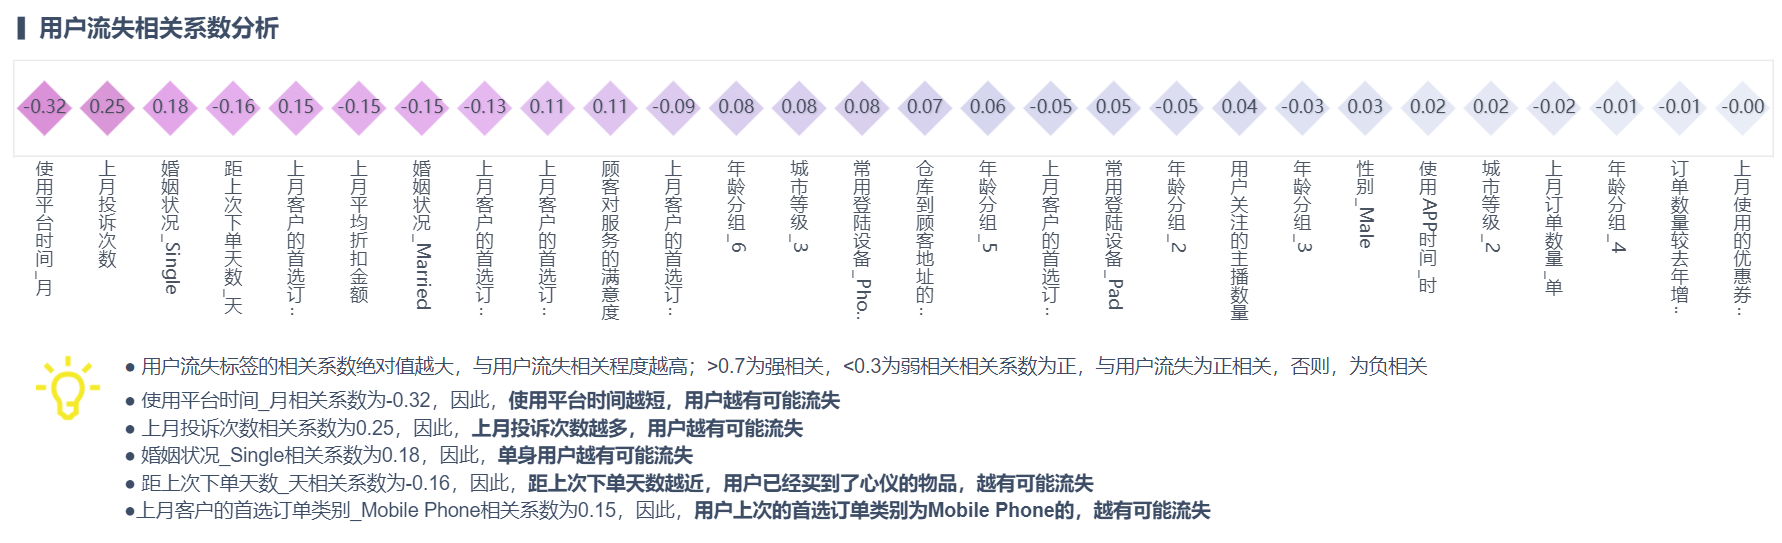 用户流失相关系数分析
-0.32 0.25 0.18 -0.16 0.15 -0.15 -0.15 -0.13 0.11 0.11 -0.09 0.08 0.08 0.08 0.07 0.06 -0.05 0.05 -0.05 0.04 -0.03 0.03 0.02 0.02 -0.02 -0.01 -0.01 -0.00
使用平台时间_月
上月投诉次数
婚姻状况_Single
距上次下单天数_天
上月客户的首选订...
上月平均折扣金额
婚姻状况_Married
上月客户的首选订...
上月客户的首选订...
顾客对服务的满意度
上月客户的首选订...
年龄分组_6
城市等级_3
常用登陆设备_Pho...
仓库到顾客地址的...
年龄分组_5
上月客户的首选订...
常用登陆设备_Pad
年龄分组_2
用户关注的主播数量
年龄分组_3
性别_Male
使用APP时间_时
城市等级_2
上月订单数量_单
年龄分组_4
订单数量较去年增...
上月使用的优惠券...
● 用户流失标签的相关系数绝对值越大，与用户流失相关程度越高；>0.7为强相关，<0.3为弱相关相关系数为正，与用户流失为正相关，否则，为负相关
● 使用平台时间_月相关系数为-0.32，因此，使用平台时间越短，用户越有可能流失
● 上月投诉次数相关系数为0.25，因此，上月投诉次数越多，用户越有可能流失
● 婚姻状况_Single相关系数为0.18，因此，单身用户越有可能流失
● 距上次下单天数_天相关系数为-0.16，因此，距上次下单天数越近，用户已经买到了心仪的物品，越有可能流失
●上月客户的首选订单类别_Mobile Phone相关系数为0.15，因此，用户上次的首选订单类别为Mobile Phone的，越有可能流失